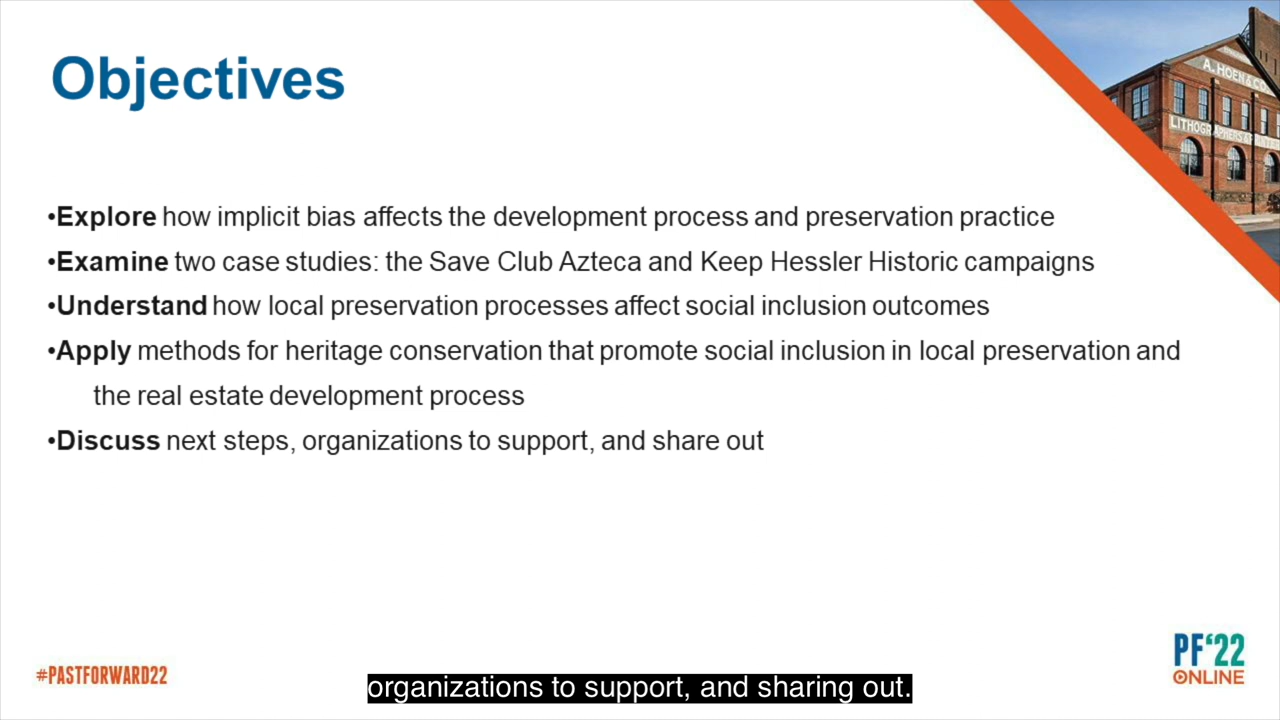 Objectives
A. HOEN & CO.
•Explore how implicit bias affects the development process and preservation practice
•Examine two case studies: the Save Club Azteca and Keep Hessler Historic campaigns
•Understand how local preservation processes affect social inclusion outcomes
•Apply methods for heritage conservation that promote social inclusion in local preservation and
the real estate development process
•Discuss next steps, organizations to support, and share out
#PASTFORWARD22
organizations to support, and sharing out.
PF‘22
ONLINE